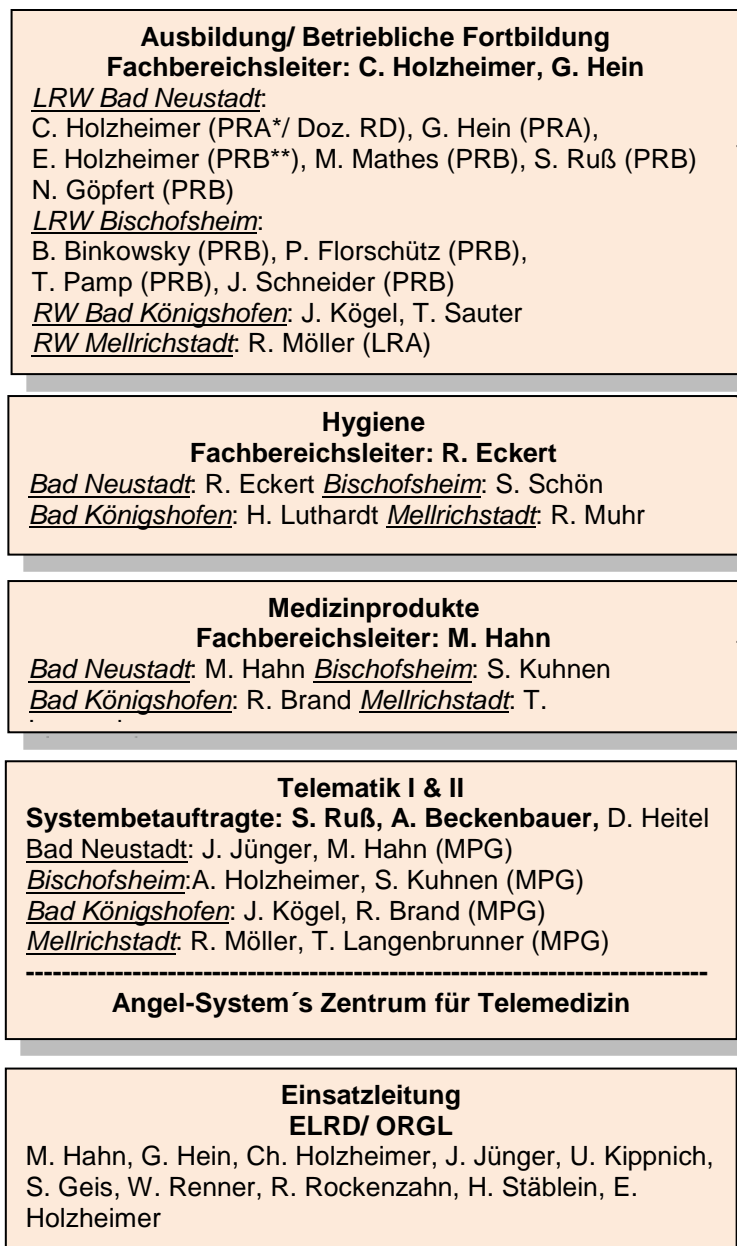 Ausbildung/ Betriebliche Fortbildung
Fachbereichsleiter: C. Holzheimer, G. Hein
LRW Bad Neustadt:
C. Holzheimer (PRA*/ Doz. RD), G. Hein (PRA),
E. Holzheimer (PRB**), M. Mathes (PRB), S. Ruß (PRB)
N. Göpfert (PRB)
LRW Bischofsheim:
B. Binkowsky (PRB), P. Florschütz (PRB),
T. Pamp (PRB), J. Schneider (PRB)
RW Bad Königshofen: J. Kögel, T. Sauter
RW Mellrichstadt: R. Möller (LRA)
Hygiene
Fachbereichsleiter: R. Eckert
Bad Neustadt: R. Eckert Bischofsheim: S. Schön
Bad Königshofen: H. Luthardt Mellrichstadt: R. Muhr
Medizinprodukte
Fachbereichsleiter: M. Hahn
Bad Neustadt: M. Hahn Bischofsheim: S. Kuhnen
Bad Königshofen: R. Brand Mellrichstadt: T.
Telematik I & II
Systembetauftragte: S. Ruß, A. Beckenbauer, D. Heitel
Bad Neustadt: J. Jünger, M. Hahn (MPG)
Bischofsheim:A. Holzheimer, S. Kuhnen (MPG)
Bad Königshofen: J. Kögel, R. Brand (MPG)
Mellrichstadt: R. Möller, T. Langenbrunner (MPG)
------------------------------------------------------------------------------
Angel-System´s Zentrum für Telemedizin
Einsatzleitung
ELRD/ ORGL
M. Hahn, G. Hein, Ch. Holzheimer, J. Jünger, U. Kippnich,
S. Geis, W. Renner, R. Rockenzahn, H. Stäblein, E.
Holzheimer